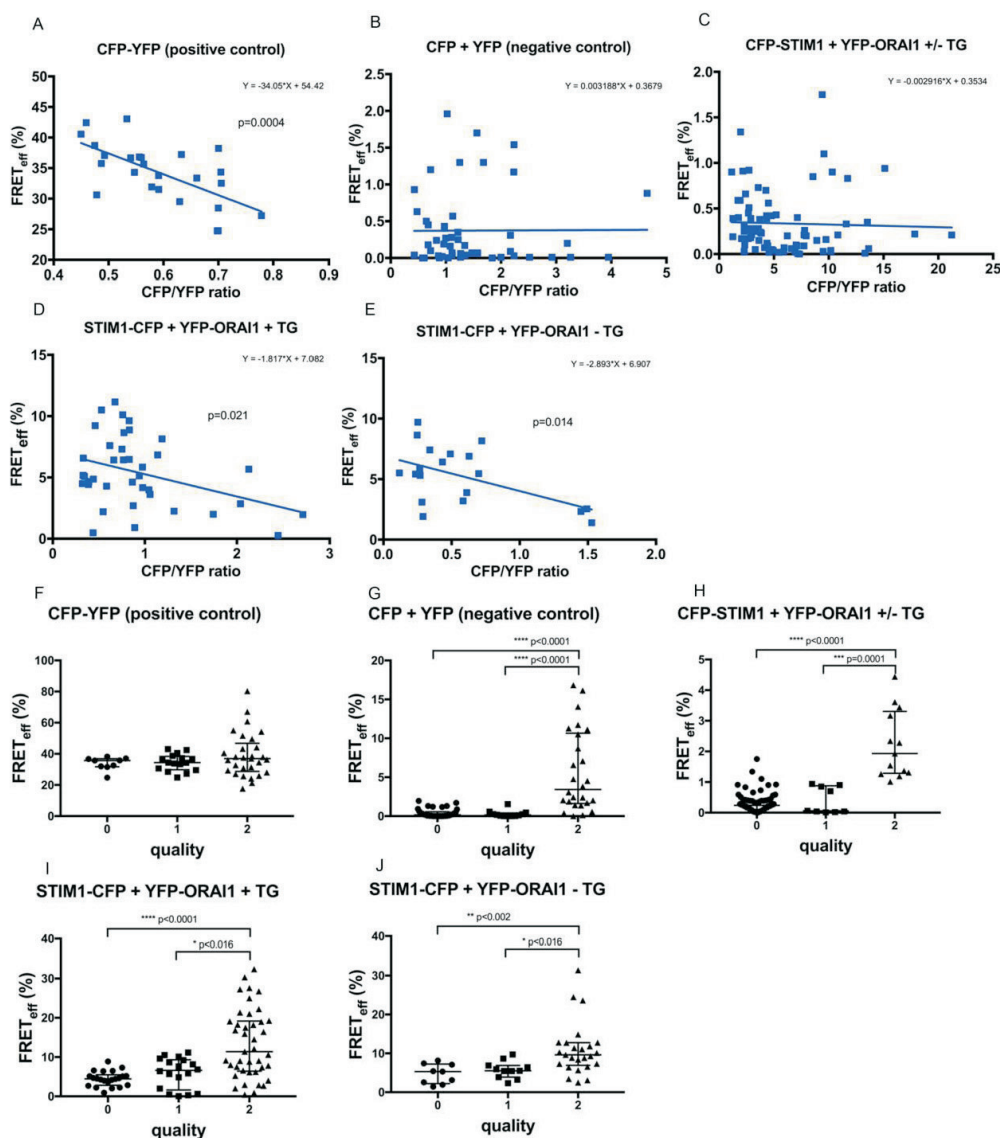 A
CFP-YFP (positive control)
Y = -34.05*X + 54.42
p=0.0004
FRETeff (%)
50
45
40
35
30
25
20
0.4 0.5 0.6 0.7 0.8 0.9
CFP/YFP ratio
B
CFP + YFP (negative control)
Y = 0.003188*X + 0.3679
FRETeff (%)
2.5
2.0
1.5
1.0
0.5
0.0
0 1 2 3 4 5
CFP/YFP ratio
C
CFP-STIM1 + YFP-ORAI1 +/- TG
Y = -0.002916*X + 0.3534
FRETeff (%)
2.0
1.5
1.0
0.5
0.0
0 5 10 15 20 25
CFP/YFP ratio
D
STIM1-CFP + YFP-ORAI1 + TG
Y = -1.817*X + 7.082
p=0.021
FRETeff (%)
15
10
5
0
0 1 2 3
CFP/YFP ratio
E
STIM1-CFP + YFP-ORAI1 - TG
Y = -2.893*X + 6.907
p=0.014
FRETeff (%)
15
10
5
0
0.0 0.5 1.0 1.5 2.0
CFP/YFP ratio
F
CFP-YFP (positive control)
FRETeff (%)
100
80
60
40
20
0
0 1 2
quality
G
CFP + YFP (negative control)
**** p<0.0001
**** p<0.0001
FRETeff (%)
20
15
10
5
0
0 1 2
quality
H
CFP-STIM1 + YFP-ORAI1 +/- TG
**** p<0.0001
*** p=0.0001
FRETeff (%)
5
4
3
2
1
0
0 1 2
quality
I
STIM1-CFP + YFP-ORAI1 + TG
**** p<0.0001
* p<0.016
FRETeff (%)
40
30
20
10
0
0 1 2
quality
J
STIM1-CFP + YFP-ORAI1 - TG
** p<0.002
* p<0.016
FRETeff (%)
40
30
20
10
0
0 1 2
quality